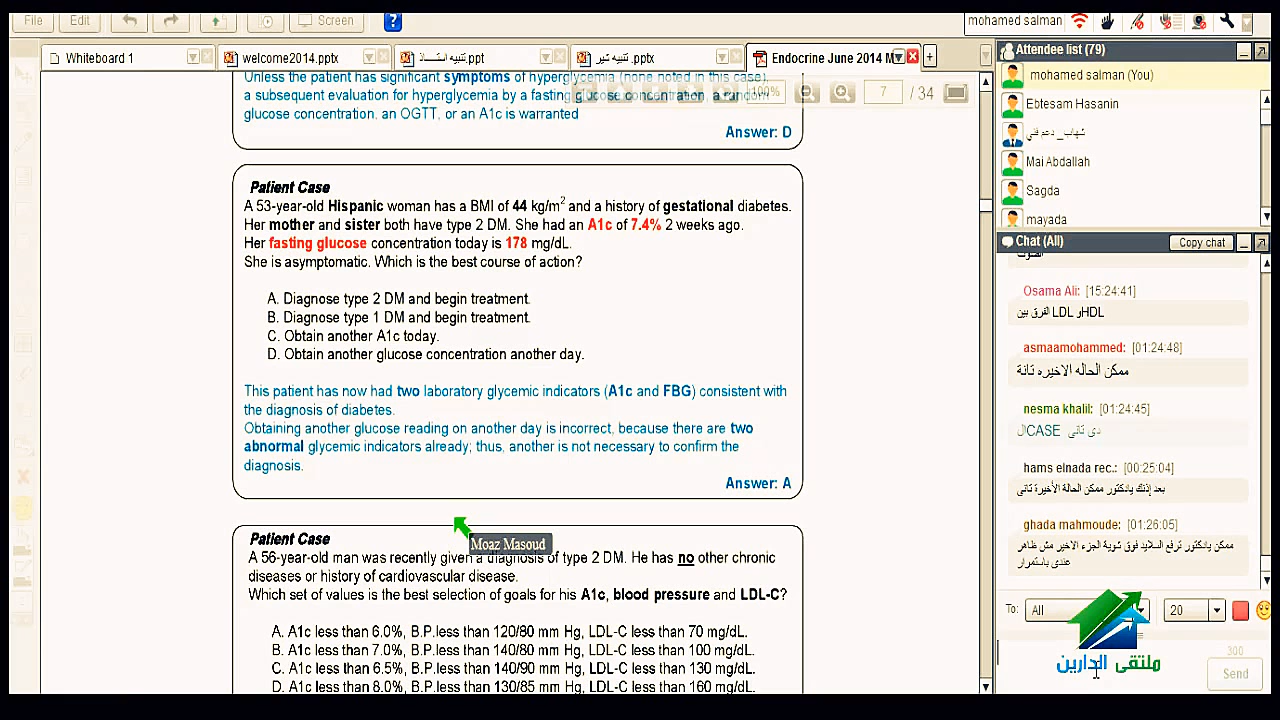 File
Edit
Screen
mohamed salman
Whiteboard 1
welcome2014.pptx
تنبيه استـــاذ.ppt
تنبيه تير.pptx
Endocrine June 2014 M
Attendee list (79)
mohamed salman (You)
Ebtesam Hasanin
شهاب_ دعم فني
Mai Abdallah
Sagda
mayada
100%
7 / 34
Unless the patient has significant symptoms of hyperglycemia (none noted in this case),
a subsequent evaluation for hyperglycemia by a fasting glucose concentration, a random
glucose concentration, an OGTT, or an A1c is warranted
Answer: D
Patient Case
A 53-year-old Hispanic woman has a BMI of 44 kg/m2 and a history of gestational diabetes.
Her mother and sister both have type 2 DM. She had an A1c of 7.4% 2 weeks ago.
Her fasting glucose concentration today is 178 mg/dL.
She is asymptomatic. Which is the best course of action?
A. Diagnose type 2 DM and begin treatment.
B. Diagnose type 1 DM and begin treatment.
C. Obtain another A1c today.
D. Obtain another glucose concentration another day.
This patient has now had two laboratory glycemic indicators (A1c and FBG) consistent with
the diagnosis of diabetes.
Obtaining another glucose reading on another day is incorrect, because there are two
abnormal glycemic indicators already; thus, another is not necessary to confirm the
diagnosis.
Answer: A
Moaz Masoud
Patient Case
A 56-year-old man was recently given a diagnosis of type 2 DM. He has no other chronic
diseases or history of cardiovascular disease.
Which set of values is the best selection of goals for his A1c, blood pressure and LDL-C?
A. A1c less than 6.0%, B.P.less than 120/80 mm Hg, LDL-C less than 70 mg/dL.
B. A1c less than 7.0%, B.P.less than 140/80 mm Hg, LDL-C less than 100 mg/dL.
C. A1c less than 6.5%, B.P.less than 140/90 mm Hg, LDL-C less than 130 mg/dL.
D. A1c less than 8.0%, B.P.less than 130/85 mm Hg, LDL-C less than 160 mg/dL.
Chat (All)
Copy chat
Osama Ali: [15:24:41]
الفرق بين LDL وHDL
asmaamohammed: [01:24:48]
ممكن الحاله الاخيره تانة
nesma khalil: [01:24:45]
الCASE دى تانى
hams elnada rec.: [00:25:04]
بعد إذنك يادكتور ممكن الحالة الأخيرة تانى
ghada mahmoude: [01:26:05]
ممكن يادكتور ترفع السلايد فوق شوية الجزء الاخير مش ظاهر
عندى باستمرار
To:
All
20
300
Send
ملتقى الدارين